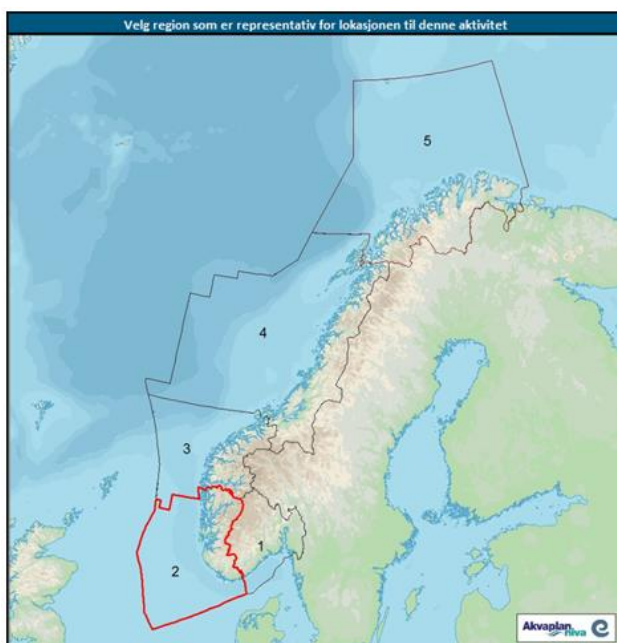 Velg region som er representativ for lokasjonen til denne aktivitet
5
4
3
1
2
Akvaplan
niva